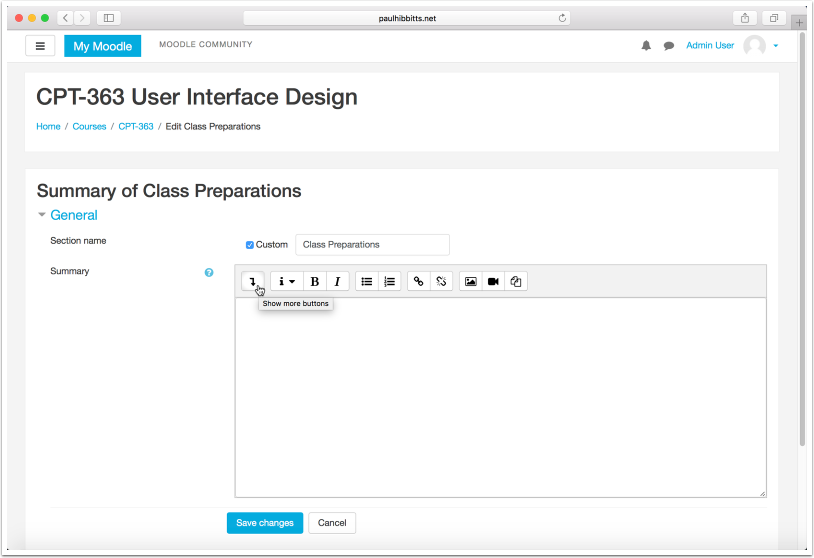 paulhibbitts.net
My Moodle
MOODLE COMMUNITY
Admin User
CPT-363 User Interface Design
Home / Courses / CPT-363 / Edit Class Preparations
Summary of Class Preparations
General
Section name
Custom
Class Preparations
Summary
?
i
B
I
Show more buttons
Save changes
Cancel